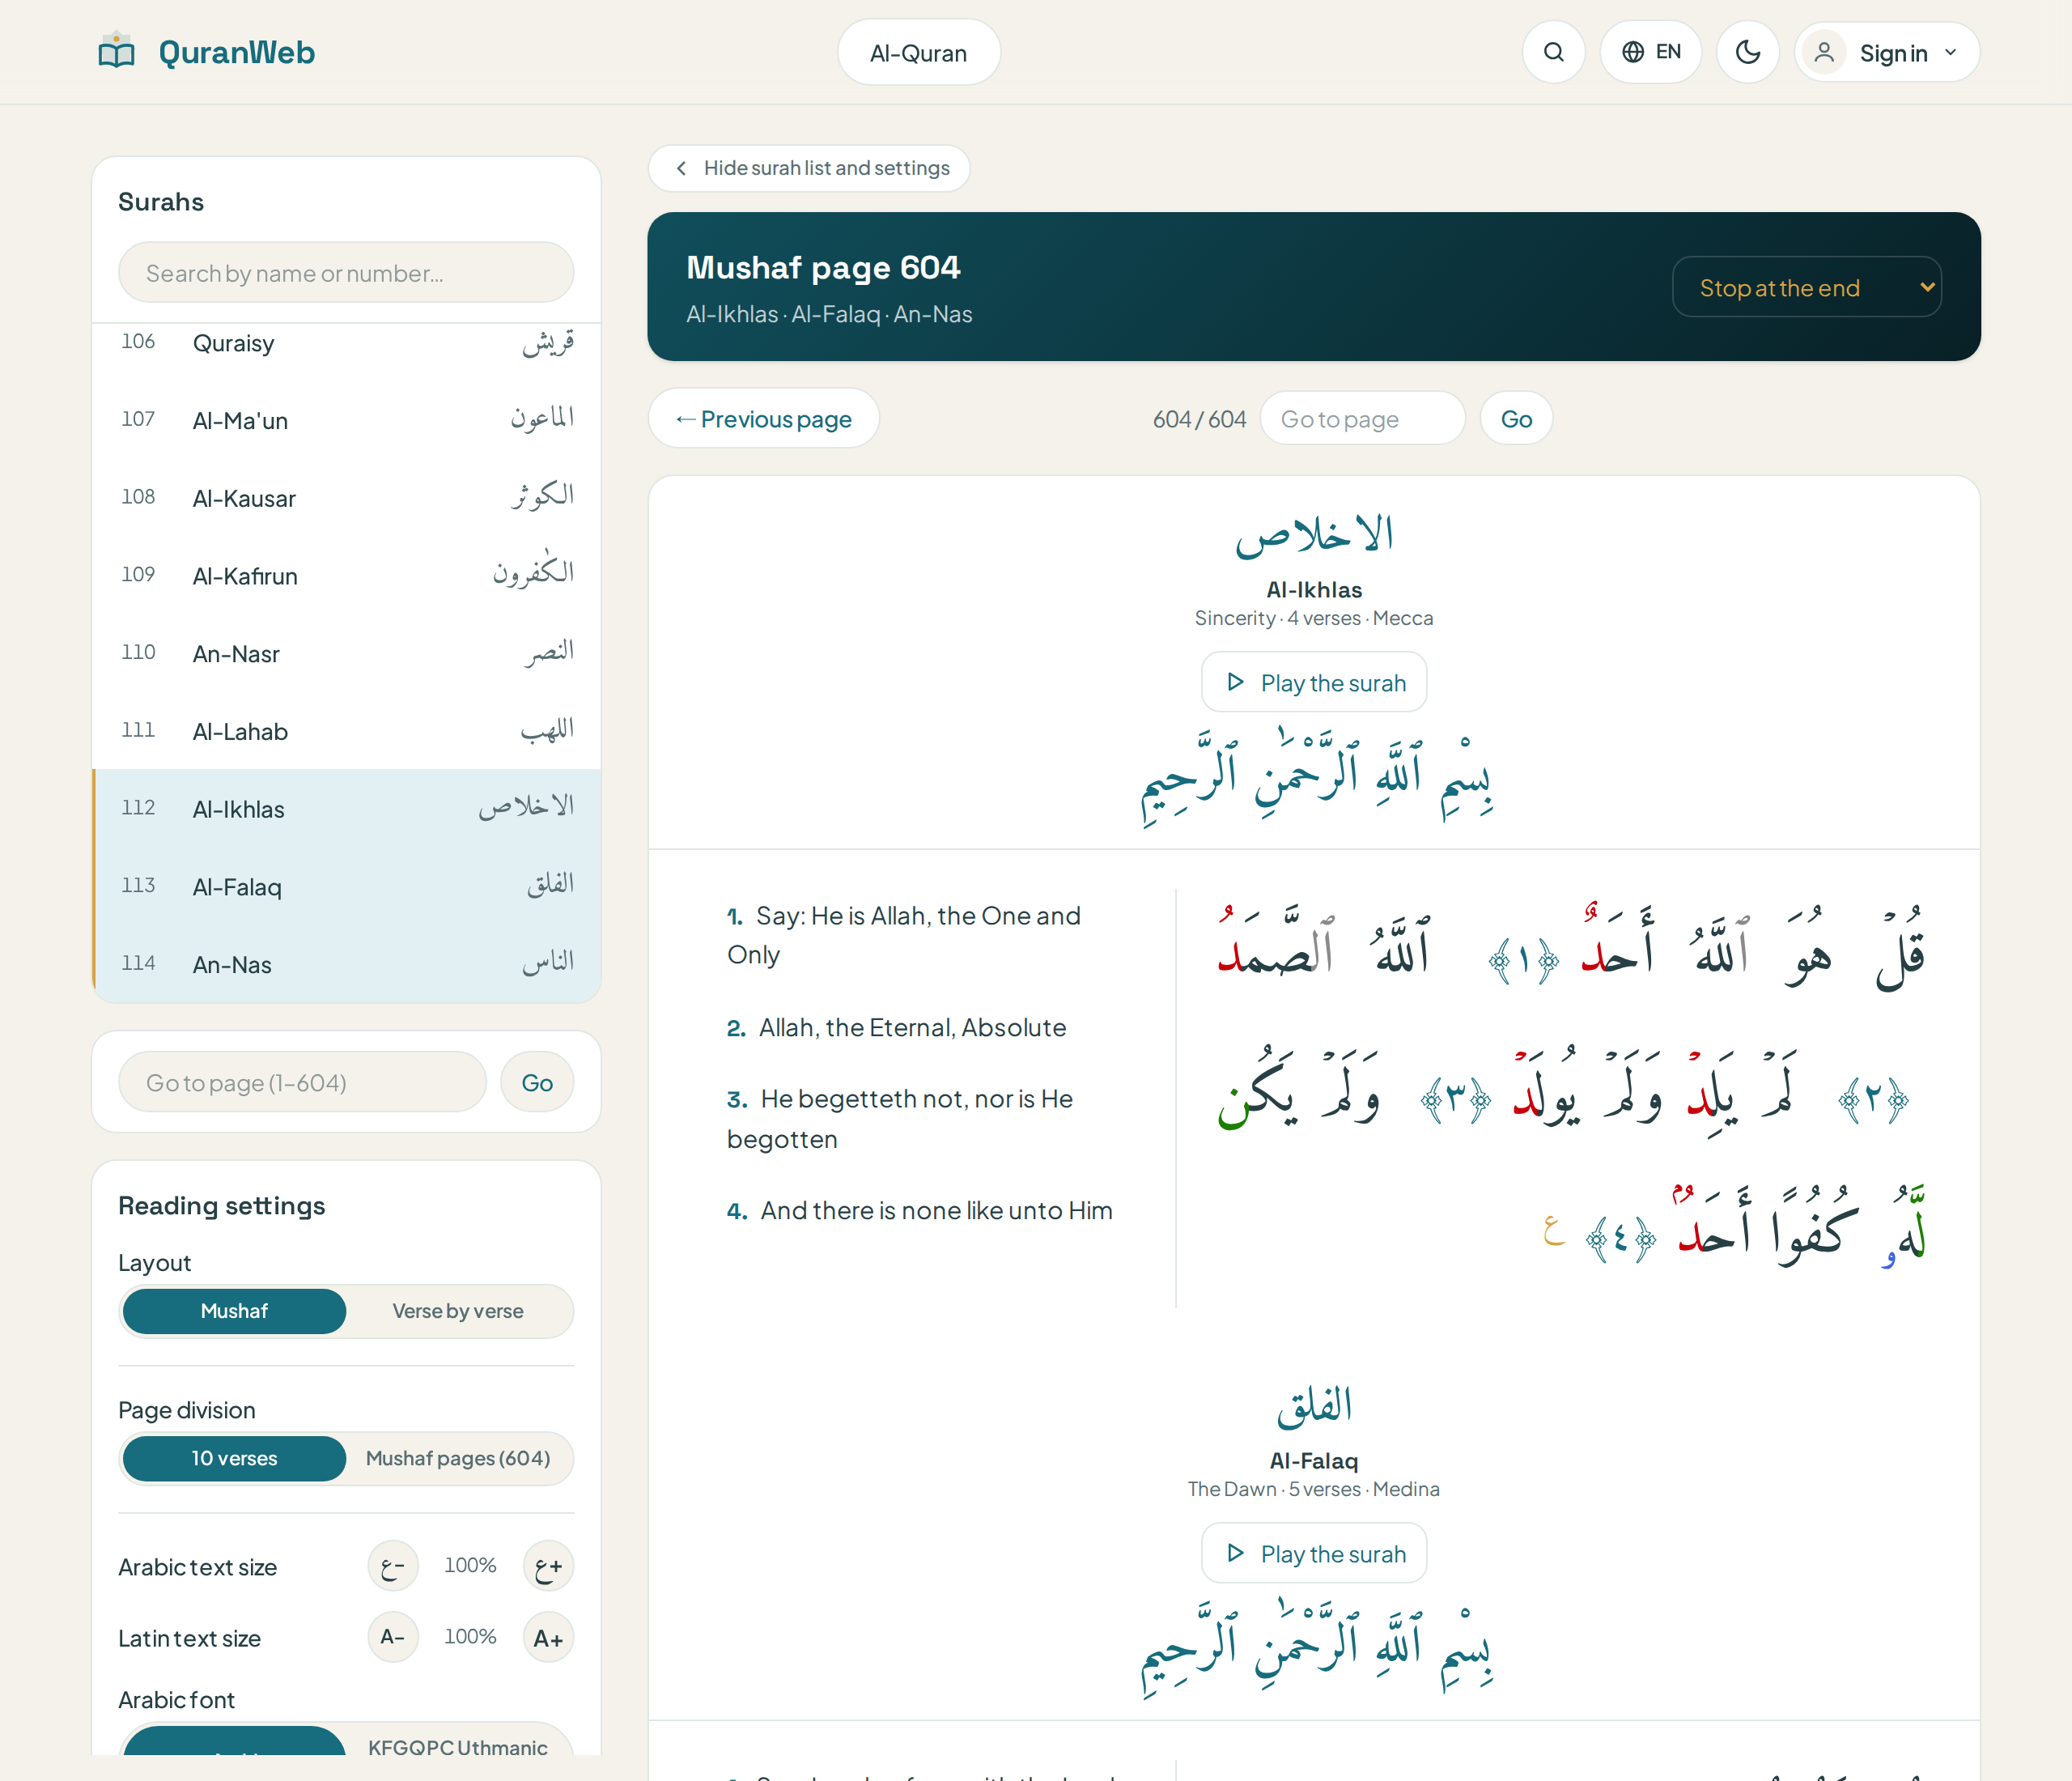 QuranWeb
Al-Quran
EN
Sign in
Surahs
Search by name or number...
106 Quraisy قريش
107 Al-Ma'un الماعون
108 Al-Kausar الكوثر
109 Al-Kafirun الكٰفرون
110 An-Nasr النصر
111 Al-Lahab اللهب
112 Al-Ikhlas الاخلاص
113 Al-Falaq الفلق
114 An-Nas الناس
Go to page (1-604) Go
Reading settings
Layout
Mushaf Verse by verse
Page division
10 verses Mushaf pages (604)
Arabic text size ع- 100% ع+
Latin text size A- 100% A+
Arabic font
KFGQPC Uthmanic
Hide surah list and settings
Mushaf page 604
Al-Ikhlas · Al-Falaq · An-Nas
Stop at the end
← Previous page
604 / 604 Go to page Go
الاخلاص
Al-Ikhlas
Sincerity · 4 verses · Mecca
Play the surah
بِسْمِ ٱللَّهِ ٱلرَّحْمَٰنِ ٱلرَّحِيمِ
1. Say: He is Allah, the One and
Only
2. Allah, the Eternal, Absolute
3. He begetteth not, nor is He
begotten
4. And there is none like unto Him
قُلۡ هُوَ ٱللَّهُ أَحَدٌ ﴿١﴾ ٱللَّهُ ٱلصَّمَدُ
﴿٢﴾ لَمۡ يَلِدۡ وَلَمۡ يُولَدۡ ﴿٣﴾ وَلَمۡ يَكُن
لَّهُۥ كُفُوًا أَحَدُۢ ﴿٤﴾ ع
الفلق
Al-Falaq
The Dawn · 5 verses · Medina
Play the surah
بِسْمِ ٱللَّهِ ٱلرَّحْمَٰنِ ٱلرَّحِيمِ